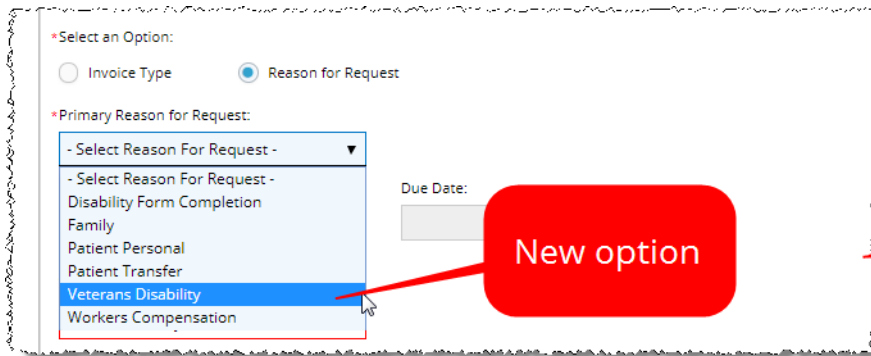 *Select an Option:
Invoice Type
Reason for Request
*Primary Reason for Request:
- Select Reason For Request -
- Select Reason For Request -
Disability Form Completion
Family
Patient Personal
Patient Transfer
Veterans Disability
Workers Compensation
Due Date:
New option